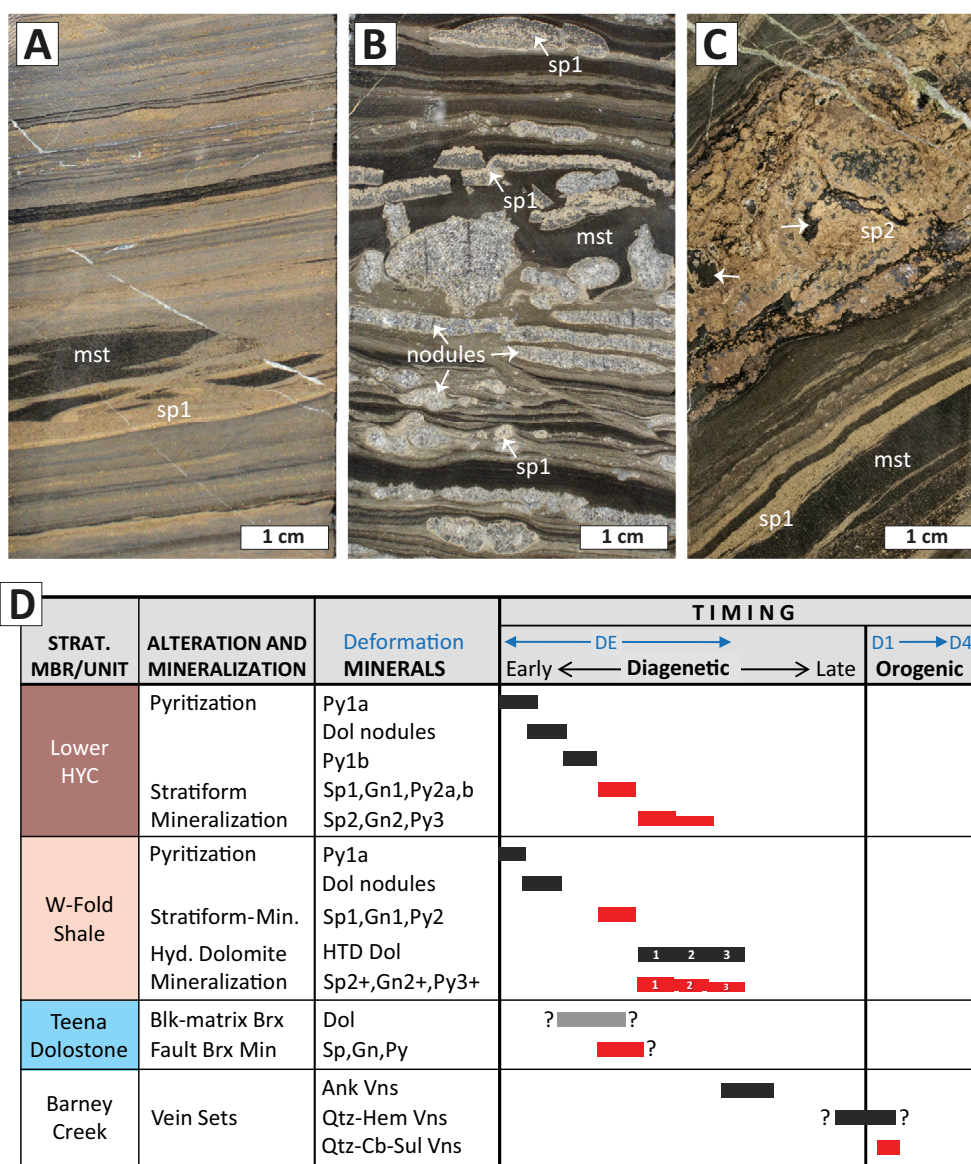 A
mst
sp1
1 cm
B
sp1
sp1
mst
nodules
sp1
1 cm
C
sp2
mst
sp1
1 cm
D
TIMING
STRAT. MBR/UNIT
ALTERATION AND MINERALIZATION
Deformation
MINERALS
DE
D1 D4
Early Diagenetic Late Orogenic
Lower HYC
Pyritization Py1a
Dol nodules
Py1b
Stratiform Sp1,Gn1,Py2a,b
Mineralization Sp2,Gn2,Py3
W-Fold Shale
Pyritization Py1a
Dol nodules
Stratiform-Min. Sp1,Gn1,Py2
Hyd. Dolomite HTD Dol 1 2 3
Mineralization Sp2+,Gn2+,Py3+ 1 2 3
Teena Dolostone
Blk-matrix Brx Dol ? ?
Fault Brx Min Sp,Gn,Py ?
Barney Creek
Ank Vns
Vein Sets Qtz-Hem Vns ? ?
Qtz-Cb-Sul Vns